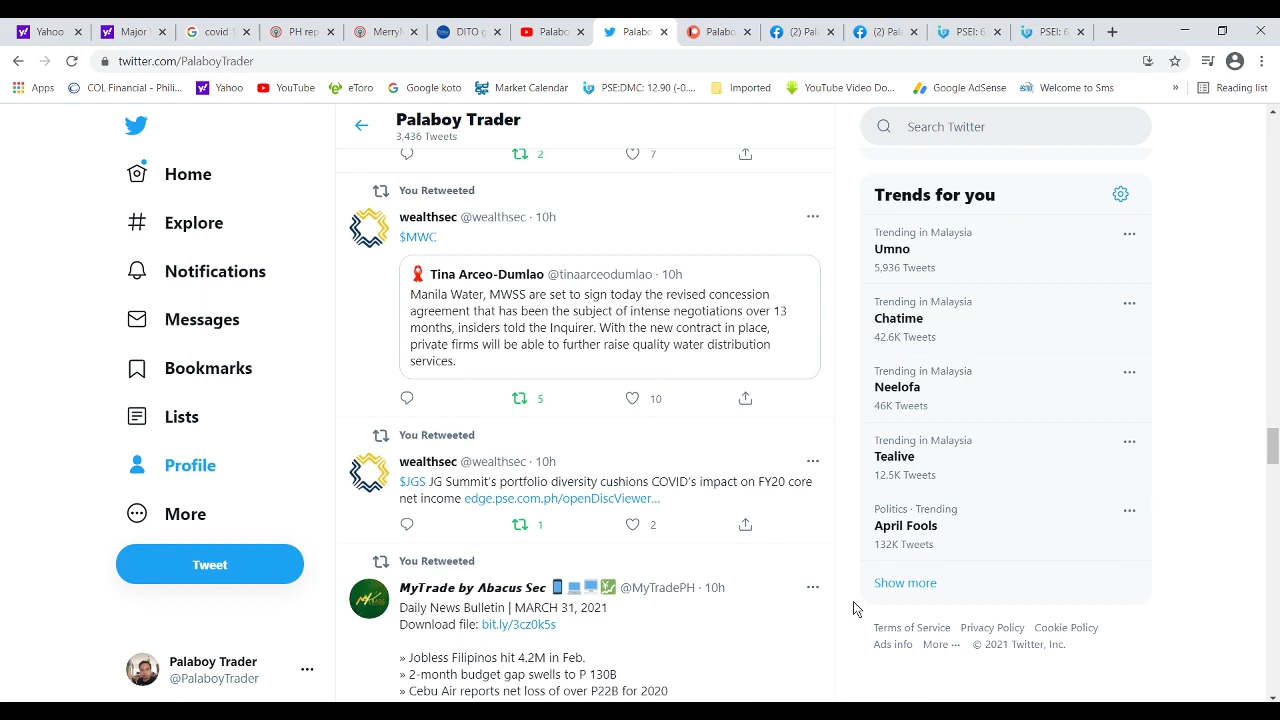 Yahoo
Major
covid 1
PH rep
Merry!
DITO g
Palabo
Palabo
Palabo
(2) Pal
(2) Pal
PSEI: 6,
PSEI: 6,
twitter.com/PalaboyTrader
Apps
COL Financial - Phili...
Yahoo
YouTube
eToro
Google koto
Market Calendar
PSE:DMC: 12.90 (-0....
Imported
YouTube Video Do...
Google AdSense
Welcome to Sms
»
Reading list
Palaboy Trader
3,436 Tweets
Search Twitter
Home
Explore
Notifications
Messages
Bookmarks
Lists
Profile
More
Tweet
Palaboy Trader
@PalaboyTrader
2
7
You Retweeted
wealthsec @wealthsec · 10h
$MWC
Tina Arceo-Dumlao @tinaarceodumlao · 10h
Manila Water, MWSS are set to sign today the revised concession
agreement that has been the subject of intense negotiations over 13
months, insiders told the Inquirer. With the new contract in place,
private firms will be able to further raise quality water distribution
services.
5
10
You Retweeted
wealthsec @wealthsec · 10h
$JGS JG Summit's portfolio diversity cushions COVID's impact on FY20 core
net income edge.pse.com.ph/openDiscViewer...
1
2
You Retweeted
MyTrade by Abacus Sec @MyTradePH · 10h
Daily News Bulletin | MARCH 31, 2021
Download file: bit.ly/3cz0k5s
» Jobless Filipinos hit 4.2M in Feb.
» 2-month budget gap swells to P 130B
» Cebu Air reports net loss of over P22B for 2020
Trends for you
Trending in Malaysia
Umno
5,936 Tweets
Trending in Malaysia
Chatime
42.6K Tweets
Trending in Malaysia
Neelofa
46K Tweets
Trending in Malaysia
Tealive
12.5K Tweets
Politics · Trending
April Fools
132K Tweets
Show more
Terms of Service Privacy Policy Cookie Policy
Ads info More ··· © 2021 Twitter, Inc.